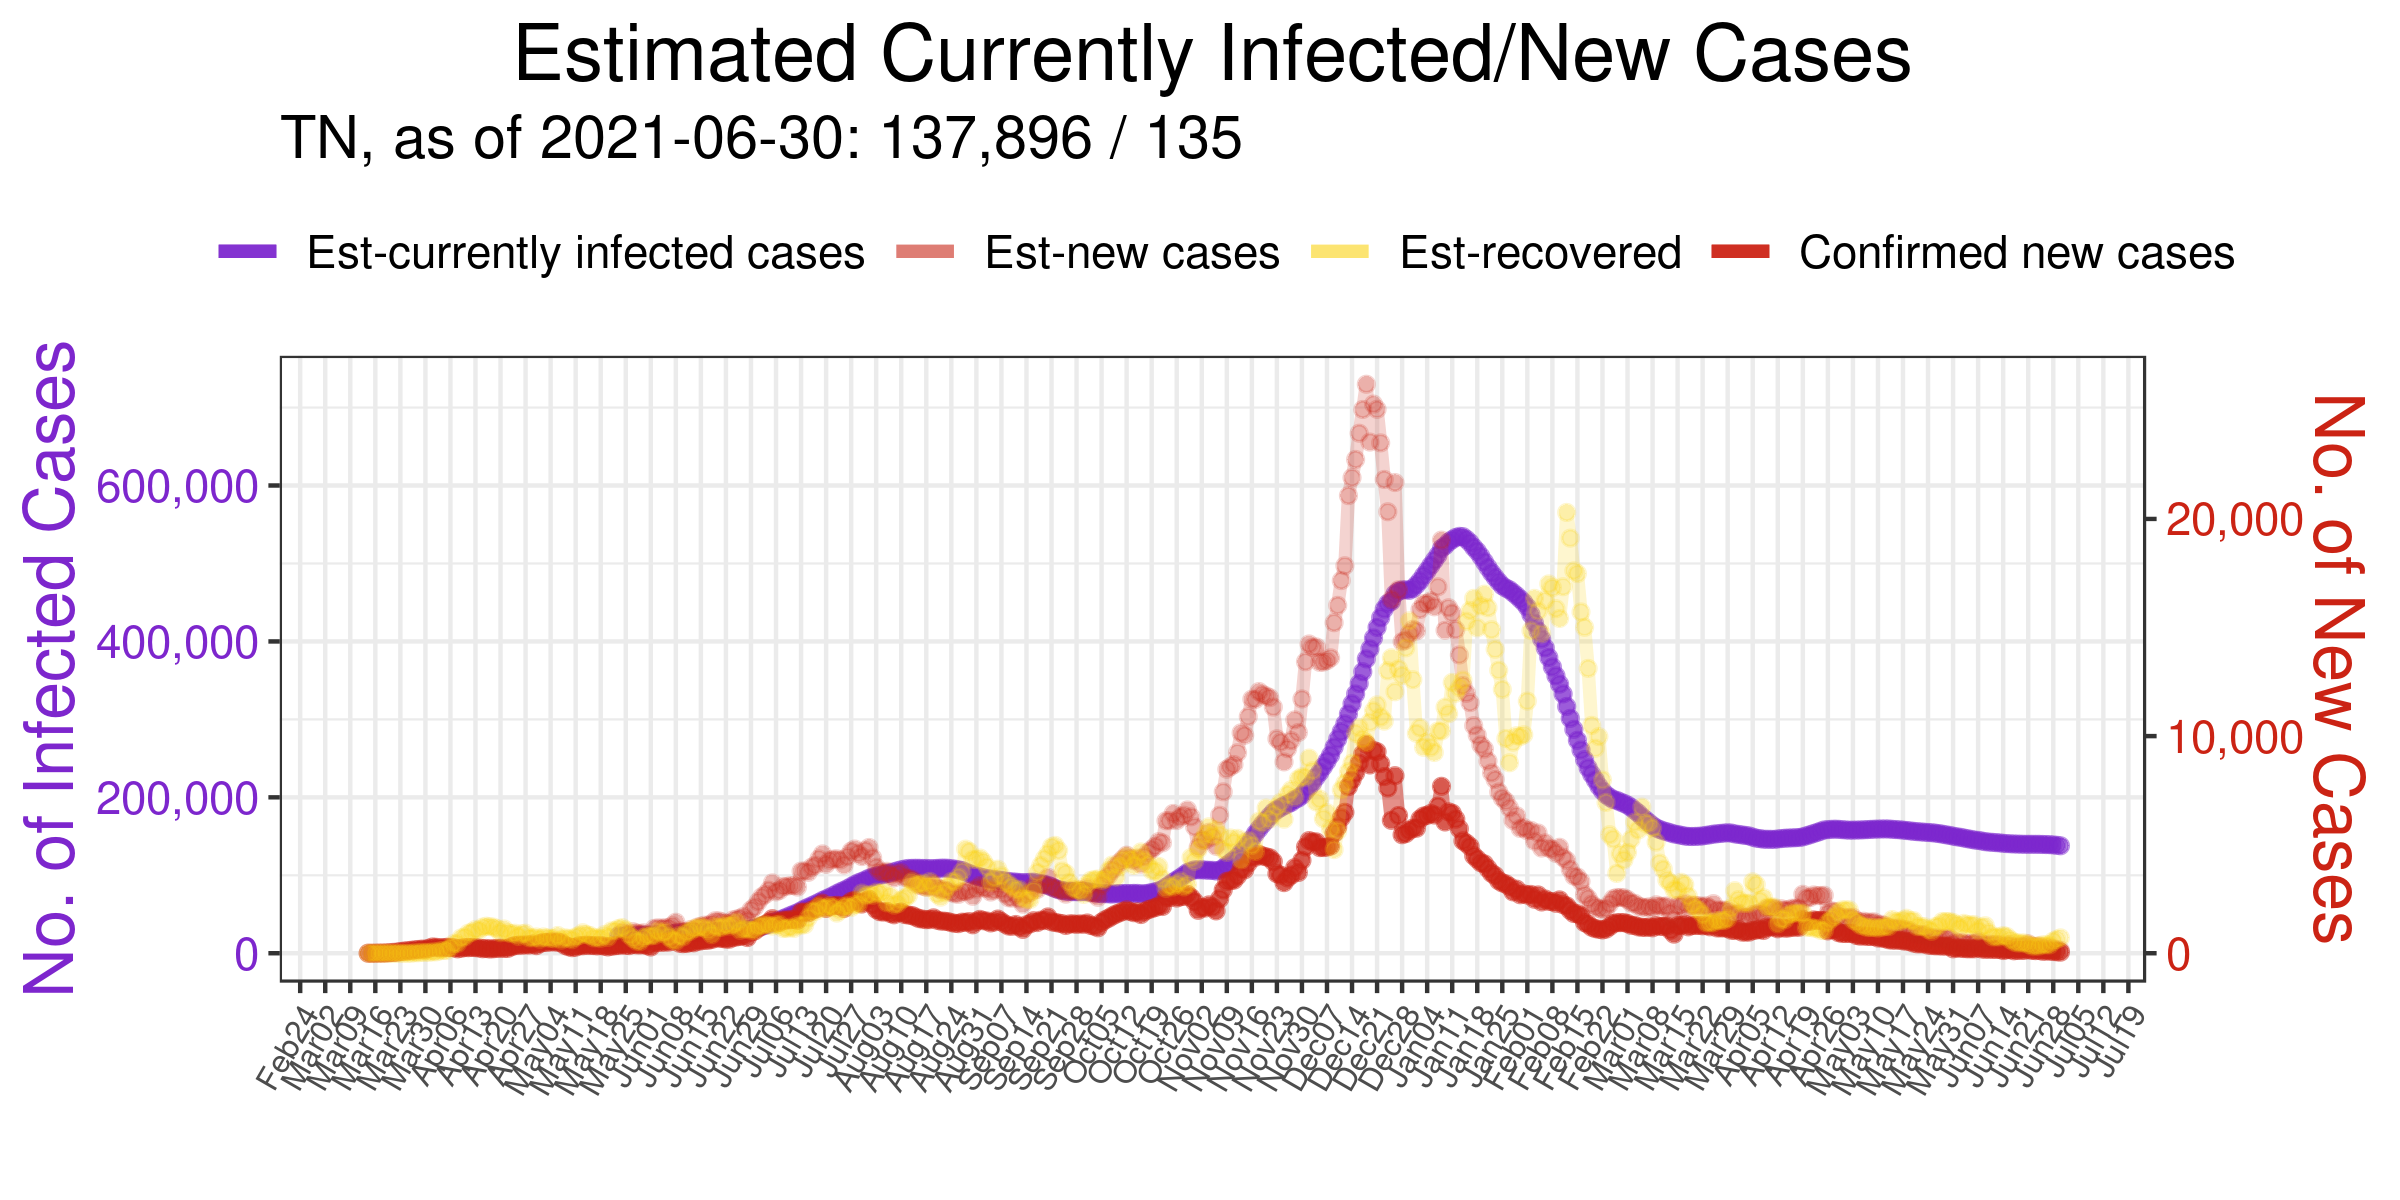 Estimated Currently Infected/New Cases
TN, as of 2021-06-30: 137,896 / 135
Est-currently infected cases Est-new cases Est-recovered Confirmed new cases
No. of Infected Cases
600,000
400,000
200,000
0
20,000
10,000
0
No. of New Cases
Feb24 Mar02 Mar09 Mar16 Mar23 Mar30 Apr06 Apr13 Apr20 Apr27 May04 May11 May18 May25 Jun01 Jun08 Jun15 Jun22 Jun29 Jul06 Jul13 Jul20 Jul27 Aug03 Aug10 Aug17 Aug24 Aug31 Sep07 Sep14 Sep21 Sep28 Oct05 Oct12 Oct19 Oct26 Nov02 Nov09 Nov16 Nov23 Nov30 Dec07 Dec14 Dec21 Dec28 Jan04 Jan11 Jan18 Jan25 Feb01 Feb08 Feb15 Feb22 Mar01 Mar08 Mar15 Mar22 Mar29 Apr05 Apr12 Apr19 Apr26 May03 May10 May17 May24 May31 Jun07 Jun14 Jun21 Jun28 Jul05 Jul12 Jul19